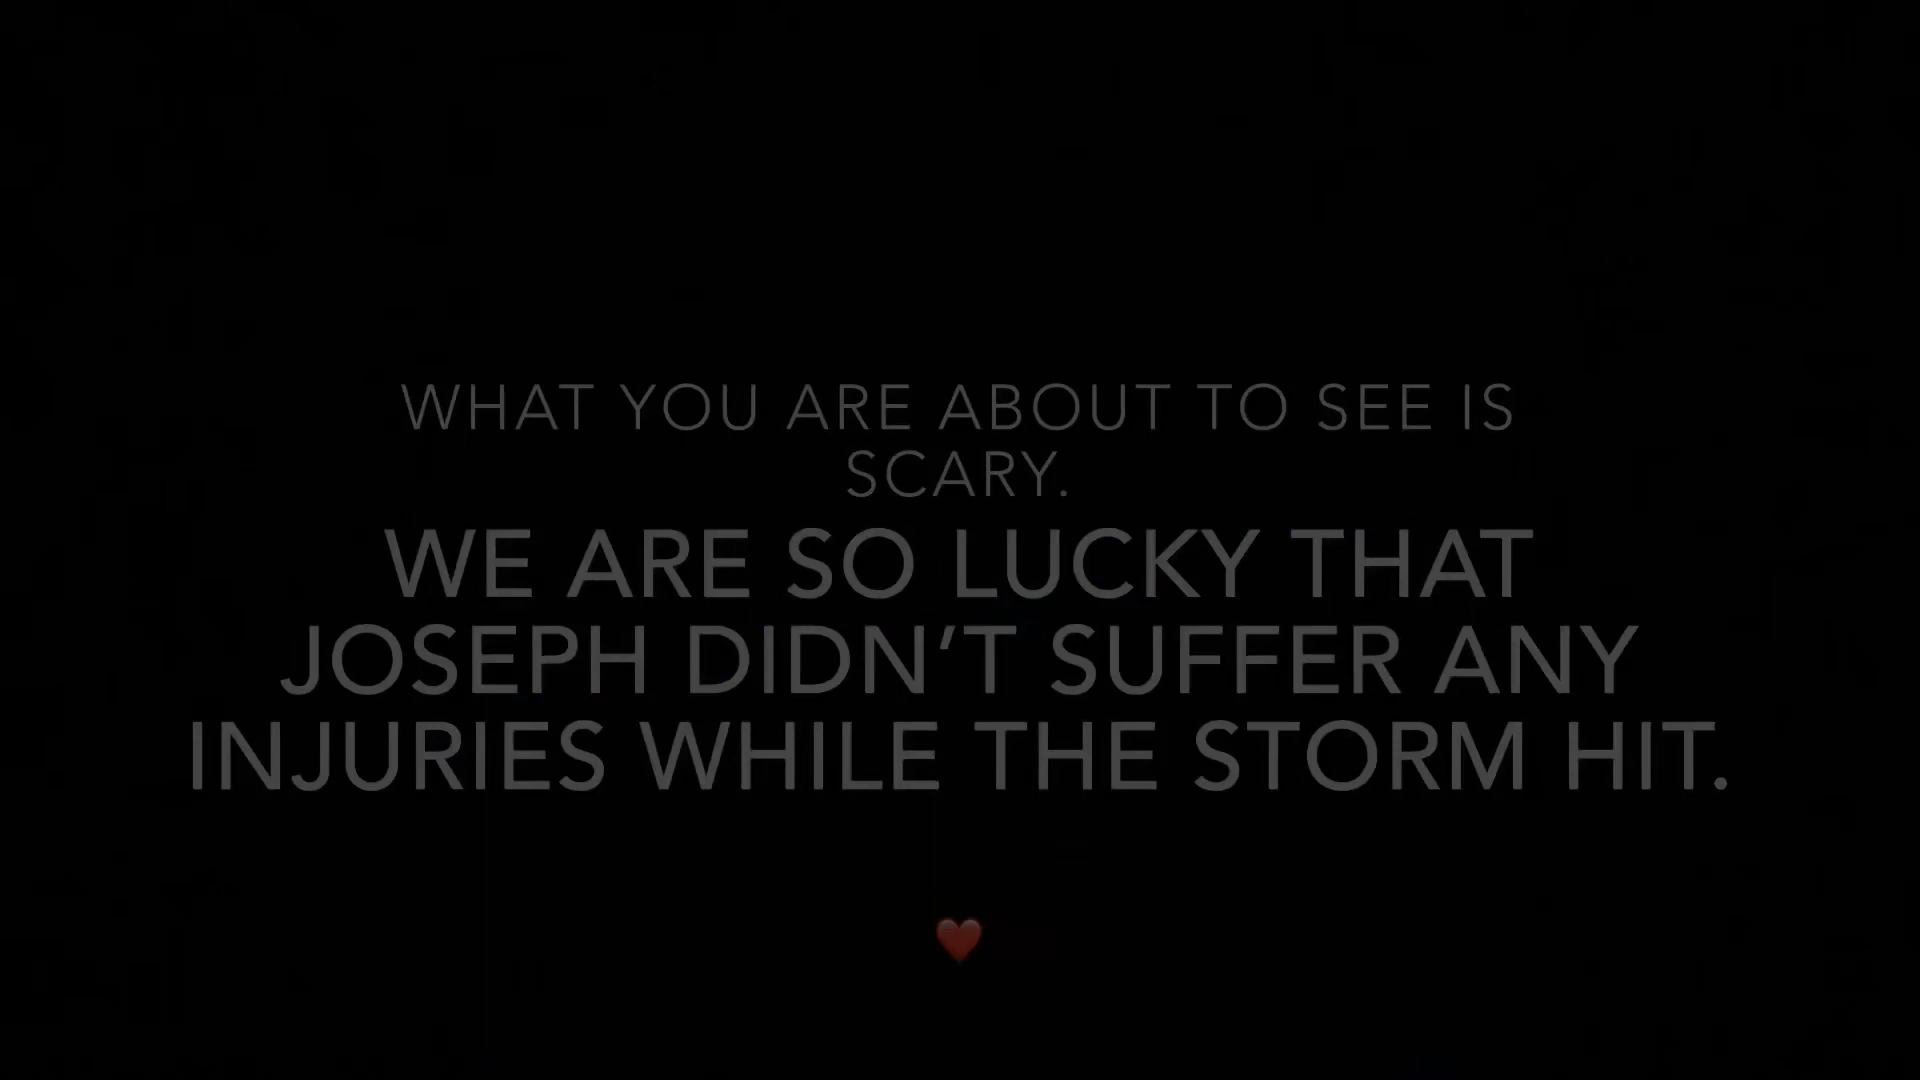 WHAT YOU ARE ABOUT TO SEE IS
SCARY.
WE ARE SO LUCKY THAT
JOSEPH DIDN’T SUFFER ANY
INJURIES WHILE THE STORM HIT.
❤️